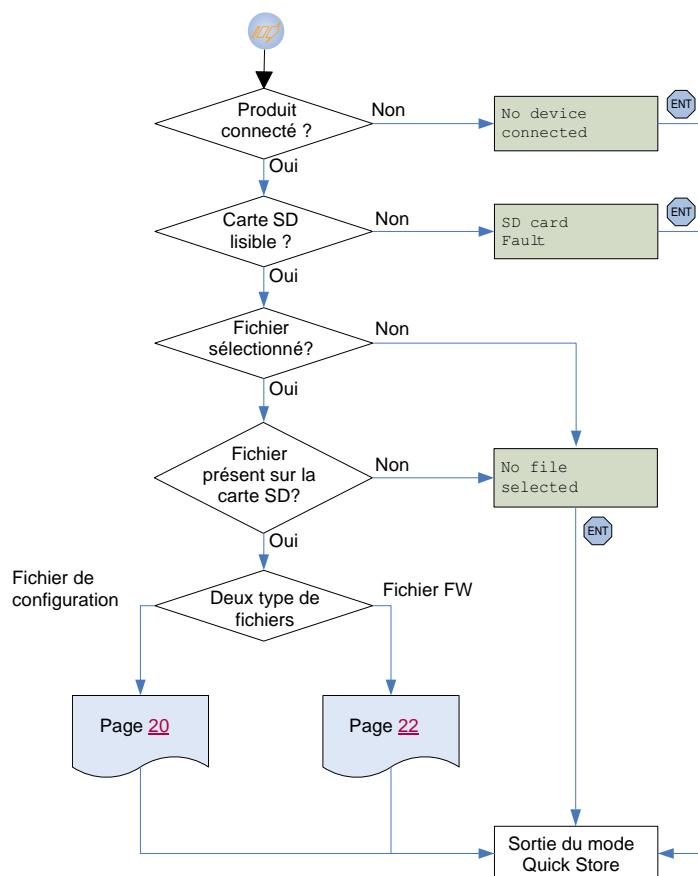 Produit
connecté ?
Non
No device
connected
ENT
Oui
Carte SD
lisible ?
Non
SD card
Fault
ENT
Oui
Fichier
sélectionné?
Non
Oui
Fichier
présent sur la
carte SD?
Non
No file
selected
ENT
Oui
Fichier de
configuration
Deux type de
fichiers
Fichier FW
Page 20
Page 22
Sortie du mode
Quick Store